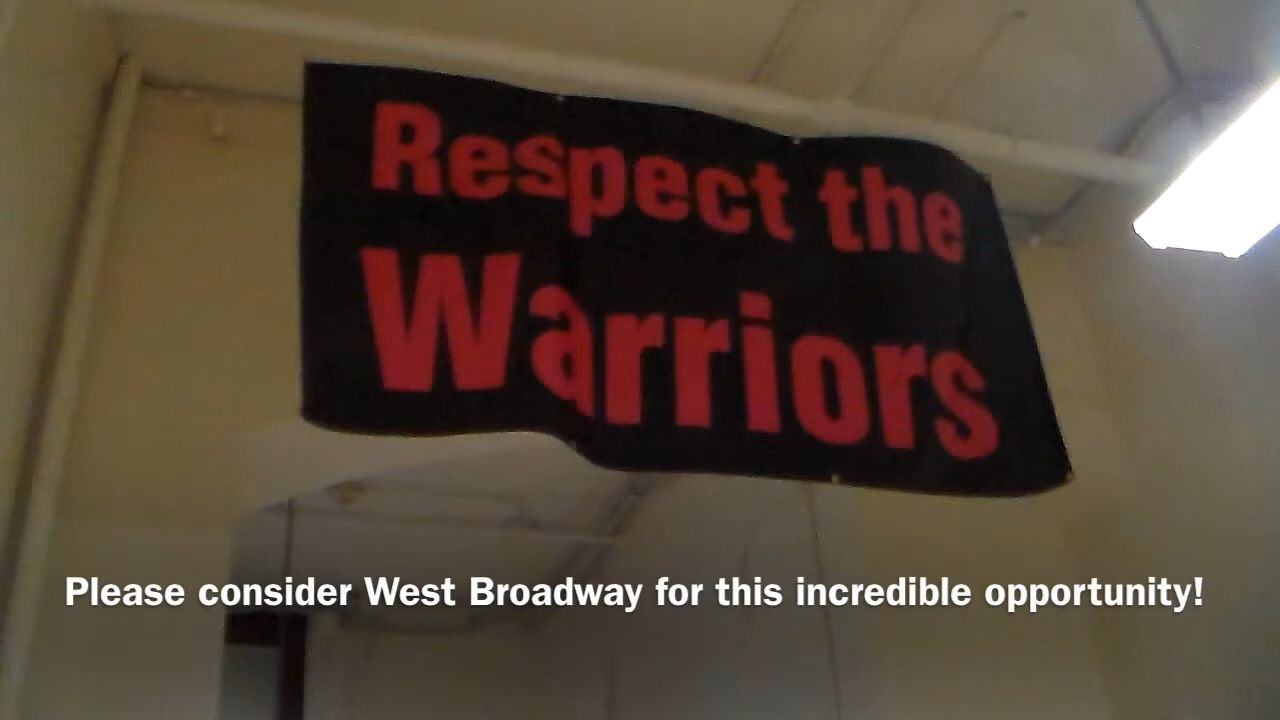 Respect the
Warriors
Please consider West Broadway for this incredible opportunity!